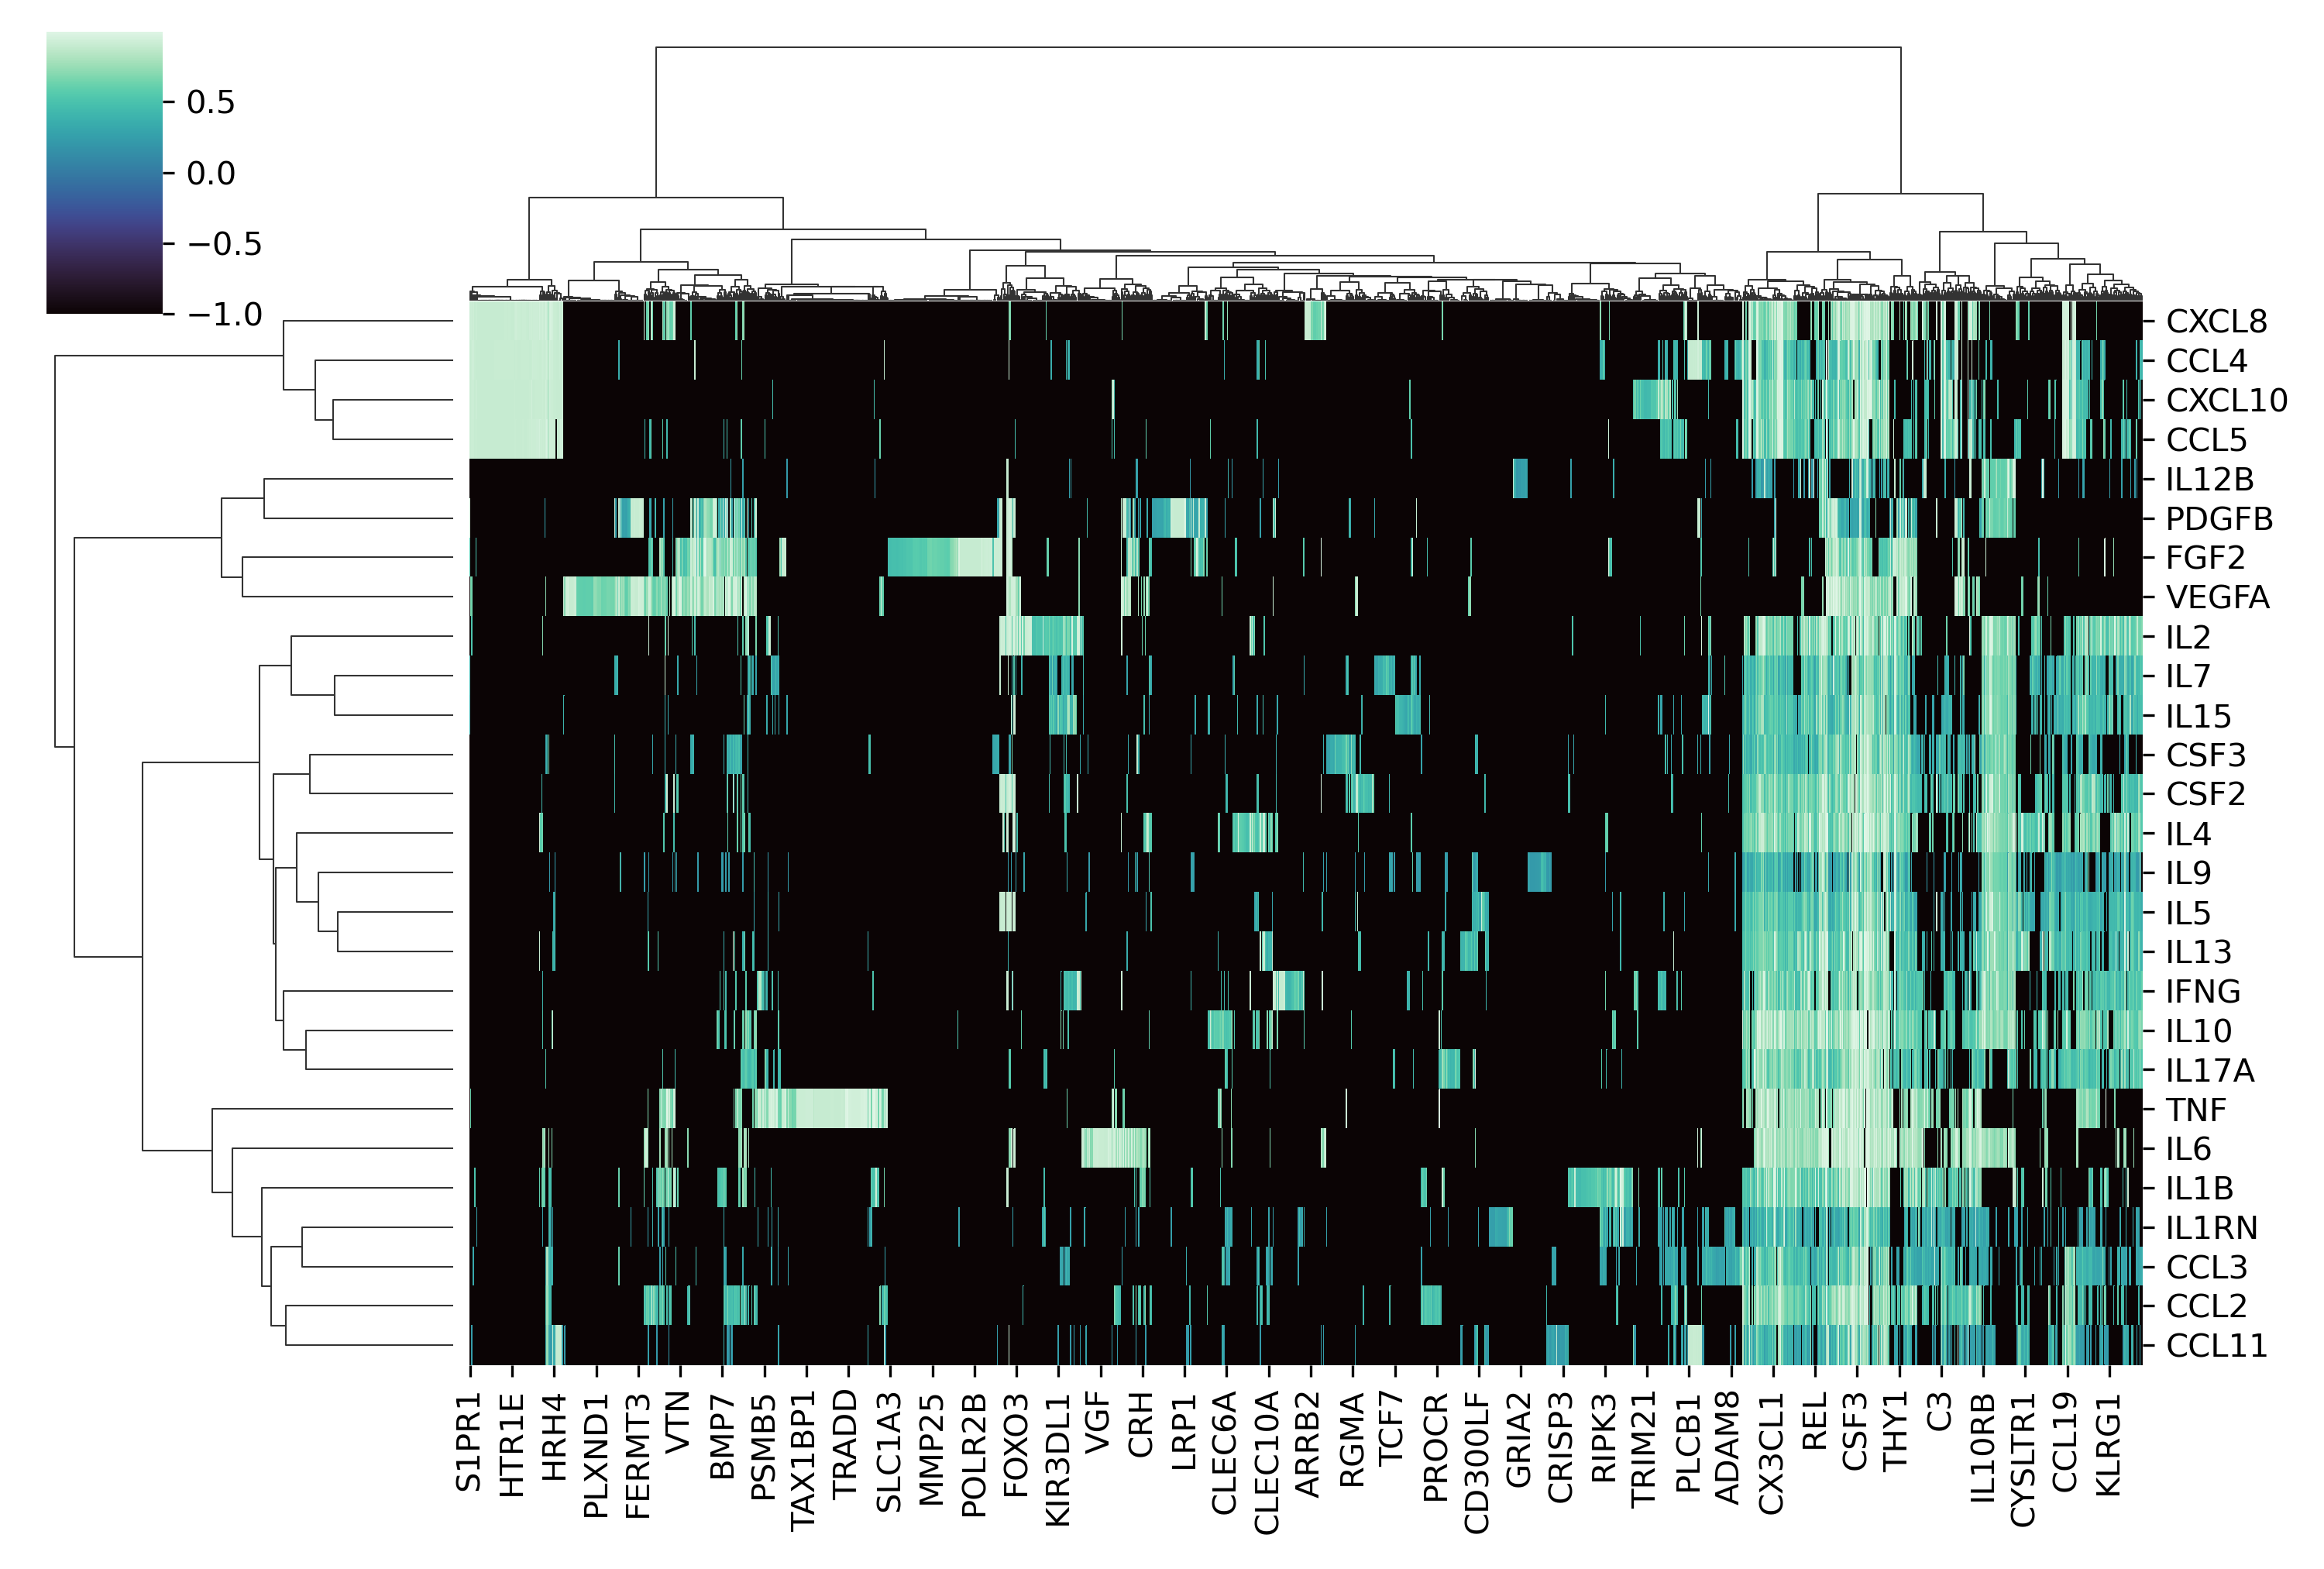 0.5
0.0
−0.5
−1.0
CXCL8
CCL4
CXCL10
CCL5
IL12B
PDGFB
FGF2
VEGFA
IL2
IL7
IL15
CSF3
CSF2
IL4
IL9
IL5
IL13
IFNG
IL10
IL17A
TNF
IL6
IL1B
IL1RN
CCL3
CCL2
CCL11
S1PR1
HTR1E
HRH4
PLXND1
FERMT3
VTN
BMP7
PSMB5
TAX1BP1
TRADD
SLC1A3
MMP25
POLR2B
FOXO3
KIR3DL1
VGF
CRH
LRP1
CLEC6A
CLEC10A
ARRB2
RGMA
TCF7
PROCR
CD300LF
GRIA2
CRISP3
RIPK3
TRIM21
PLCB1
ADAM8
CX3CL1
REL
CSF3
THY1
C3
IL10RB
CYSLTR1
CCL19
KLRG1